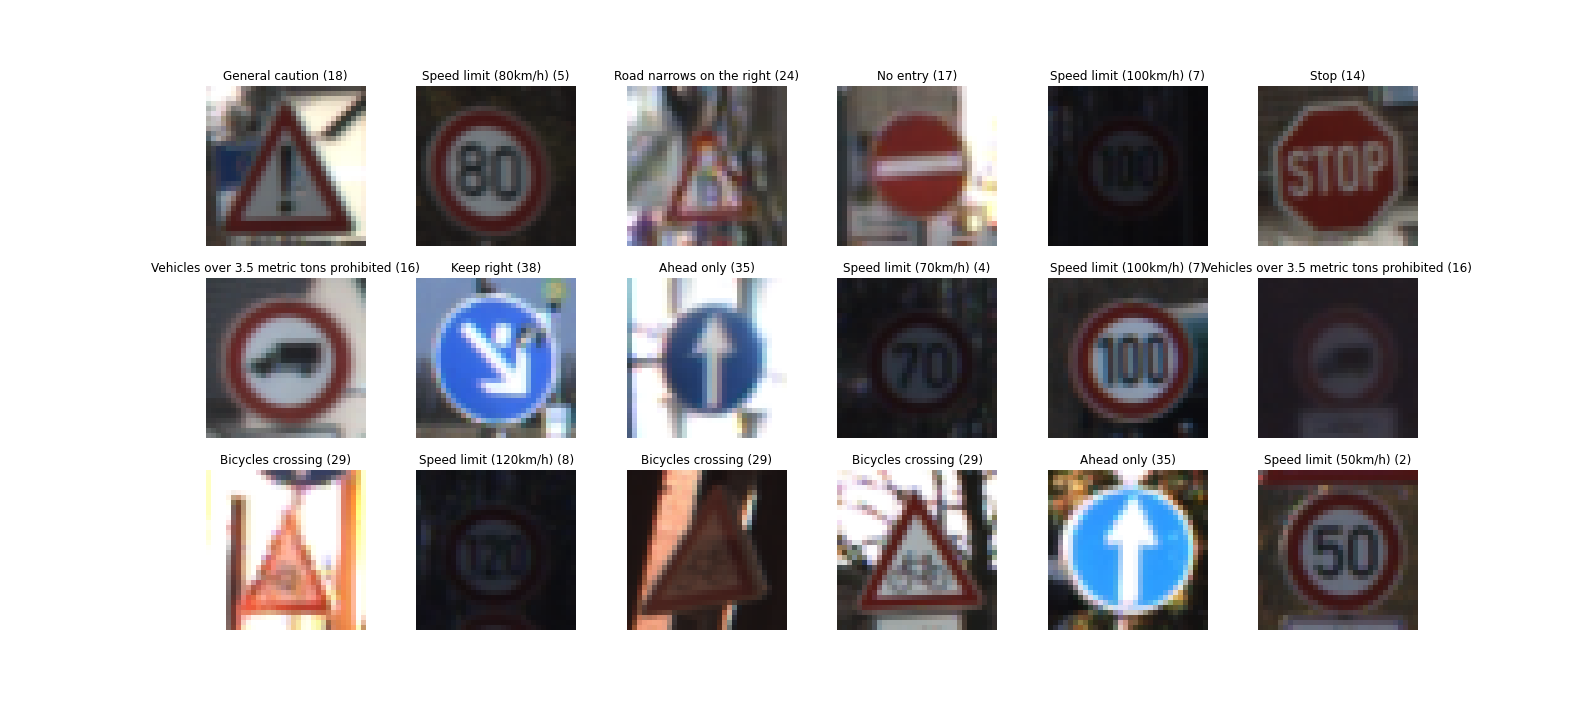 General caution (18)
Speed limit (80km/h) (5)
Road narrows on the right (24)
No entry (17)
Speed limit (100km/h) (7)
Stop (14)
80
100
STOP
Vehicles over 3.5 metric tons prohibited (16)
Keep right (38)
Ahead only (35)
Speed limit (70km/h) (4)
Speed limit (100km/h) (7)
Vehicles over 3.5 metric tons prohibited (16)
70
100
Bicycles crossing (29)
Speed limit (120km/h) (8)
Bicycles crossing (29)
Bicycles crossing (29)
Ahead only (35)
Speed limit (50km/h) (2)
120
50